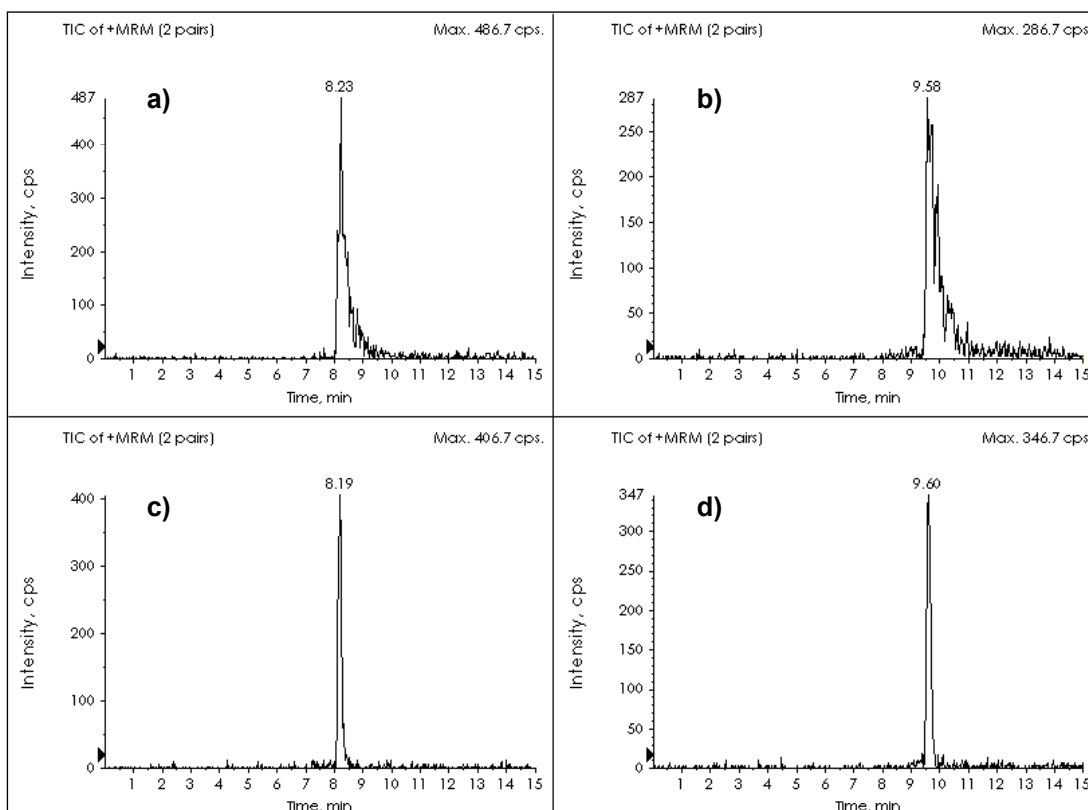 TIC of +MRM (2 pairs) Max. 486.7 cps.
8.23
a)
Intensity, cps
487
400
300
200
100
0
1 2 3 4 5 6 7 8 9 10 11 12 13 14 15
Time, min
TIC of +MRM (2 pairs) Max. 286.7 cps
9.58
b)
Intensity, cps
287
250
200
150
100
50
0
1 2 3 4 5 6 7 8 9 10 11 12 13 14 15
Time, min
TIC of +MRM (2 pairs) Max. 406.7 cps.
8.19
c)
Intensity, cps
400
300
200
100
0
1 2 3 4 5 6 7 8 9 10 11 12 13 14 15
Time, min
TIC of +MRM (2 pairs) Max. 346.7 cps
9.60
d)
Intensity, cps
347
300
250
200
150
100
50
0
1 2 3 4 5 6 7 8 9 10 11 12 13 14 15
Time, min